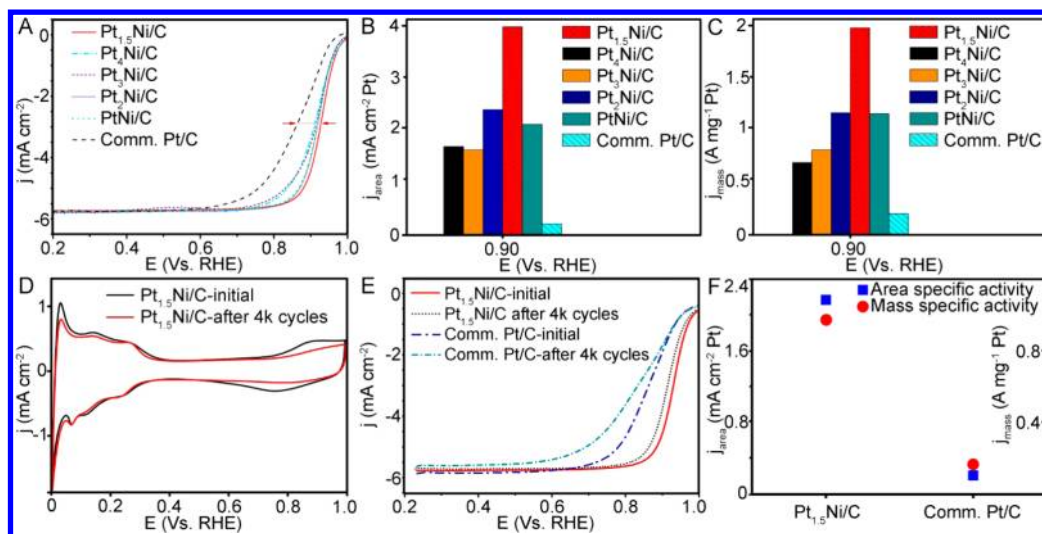 A
0
-2
-4
-6
j (mA cm-2)
Pt1.5Ni/C
Pt4Ni/C
Pt3Ni/C
Pt2Ni/C
PtNi/C
Comm. Pt/C
0.2 0.4 0.6 0.8 1.0
E (Vs. RHE)
B
4
2
0
jarea (mA cm-2 Pt)
Pt1.5Ni/C
Pt4Ni/C
Pt3Ni/C
Pt2Ni/C
PtNi/C
Comm. Pt/C
0.90
E (Vs. RHE)
C
2
1.5
1
0.5
0
jmass (A mg-1 Pt)
Pt1.5Ni/C
Pt4Ni/C
Pt3Ni/C
Pt2Ni/C
PtNi/C
Comm. Pt/C
0.90
E (Vs. RHE)
D
1
0
-1
j (mA cm-2)
Pt1.5Ni/C-initial
Pt1.5Ni/C-after 4k cycles
0 0.2 0.4 0.6 0.8 1.0
E (Vs. RHE)
E
0
-2
-4
-6
j (mA cm-2)
Pt1.5Ni/C-initial
Pt1.5Ni/C after 4k cycles
Comm. Pt/C-initial
Comm. Pt/C-after 4k cycles
0.2 0.4 0.6 0.8 1.0
E (Vs. RHE)
F
2.4
1.6
0.8
0
jarea (mA cm-2 Pt)
Area specific activity
Mass specific activity
0.8
0.4
jmass (A mg-1 Pt)
Pt1.5Ni/C Comm. Pt/C